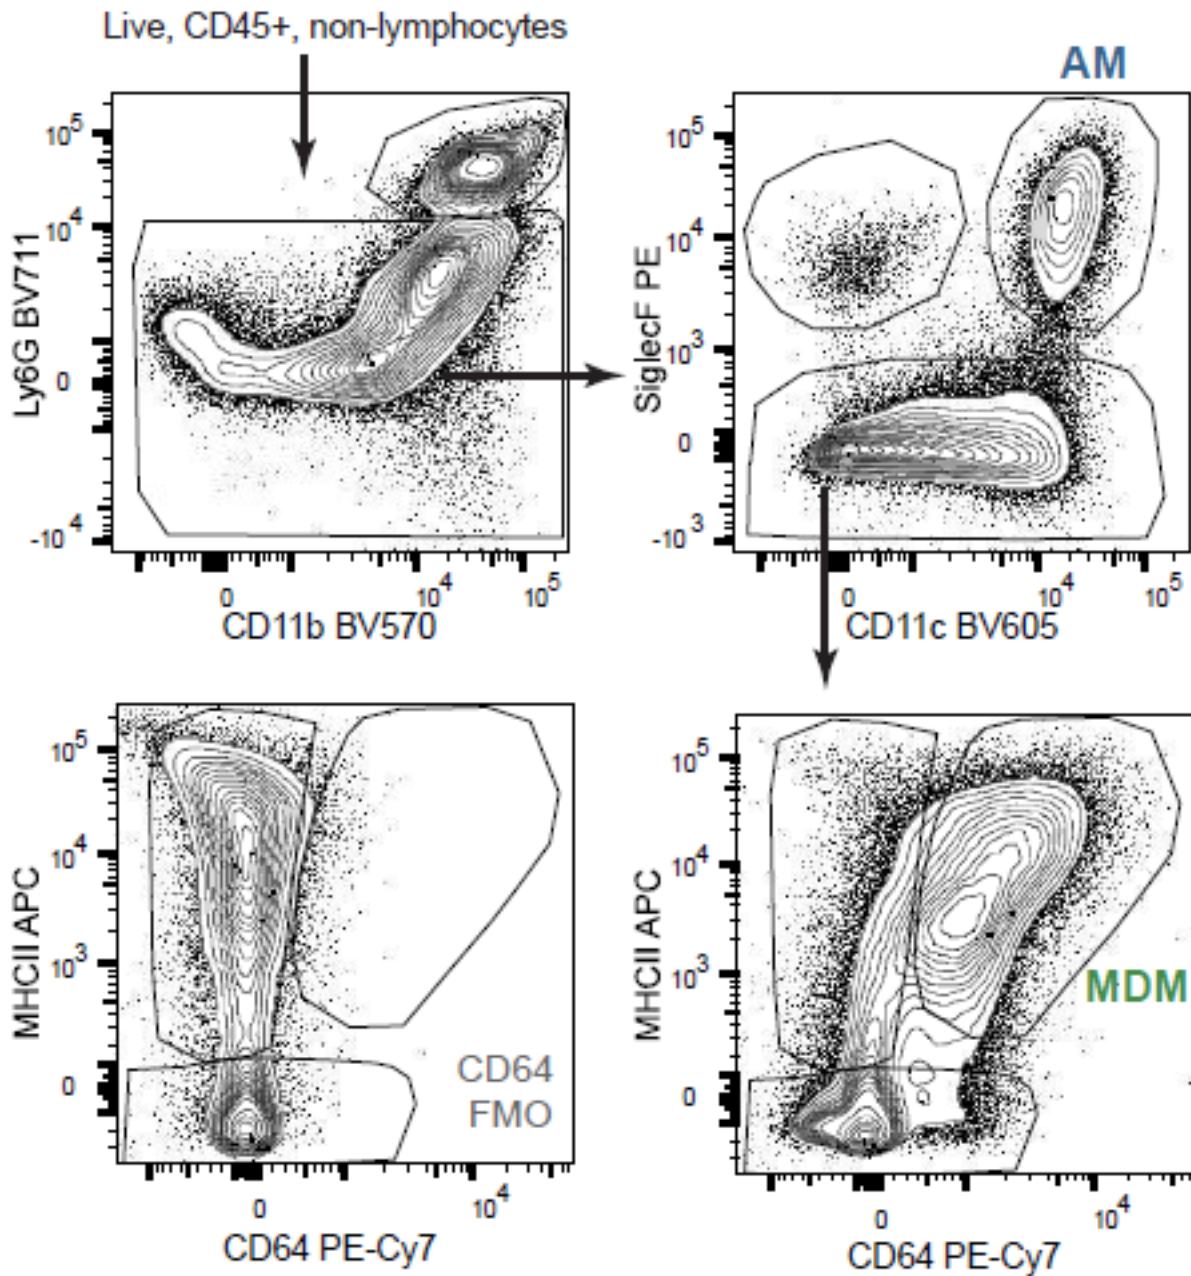 Live, CD45+, non-lymphocytes
AM
Ly6G BV711
10^5
10^4
0
-10^4
0
10^4
10^5
CD11b BV570
SiglecF PE
10^5
10^4
10^3
0
-10^3
0
10^4
10^5
CD11c BV605
MHCII APC
10^5
10^4
10^3
0
CD64
FMO
0
10^4
CD64 PE-Cy7
MHCII APC
10^5
10^4
10^3
0
MDM
0
10^4
CD64 PE-Cy7